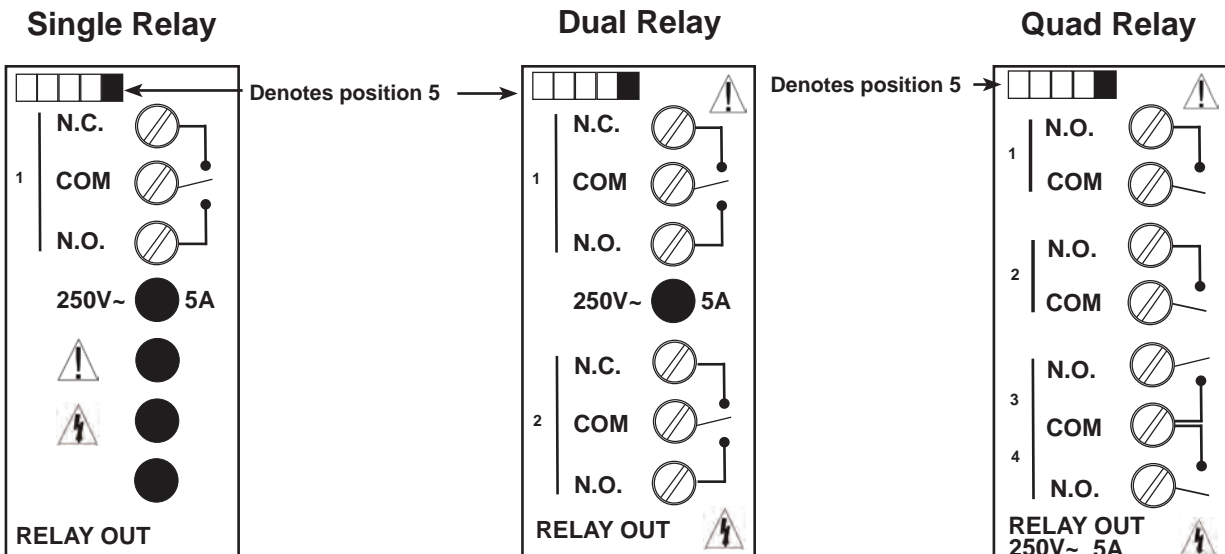 Single Relay
Denotes position 5
N.C.
1
COM
N.O.
250V~ 5A
RELAY OUT
Dual Relay
N.C.
1
COM
N.O.
250V~ 5A
N.C.
2
COM
N.O.
RELAY OUT
Quad Relay
Denotes position 5
N.O.
1
COM
N.O.
2
COM
N.O.
3
COM
4
N.O.
RELAY OUT
250V~ 5A